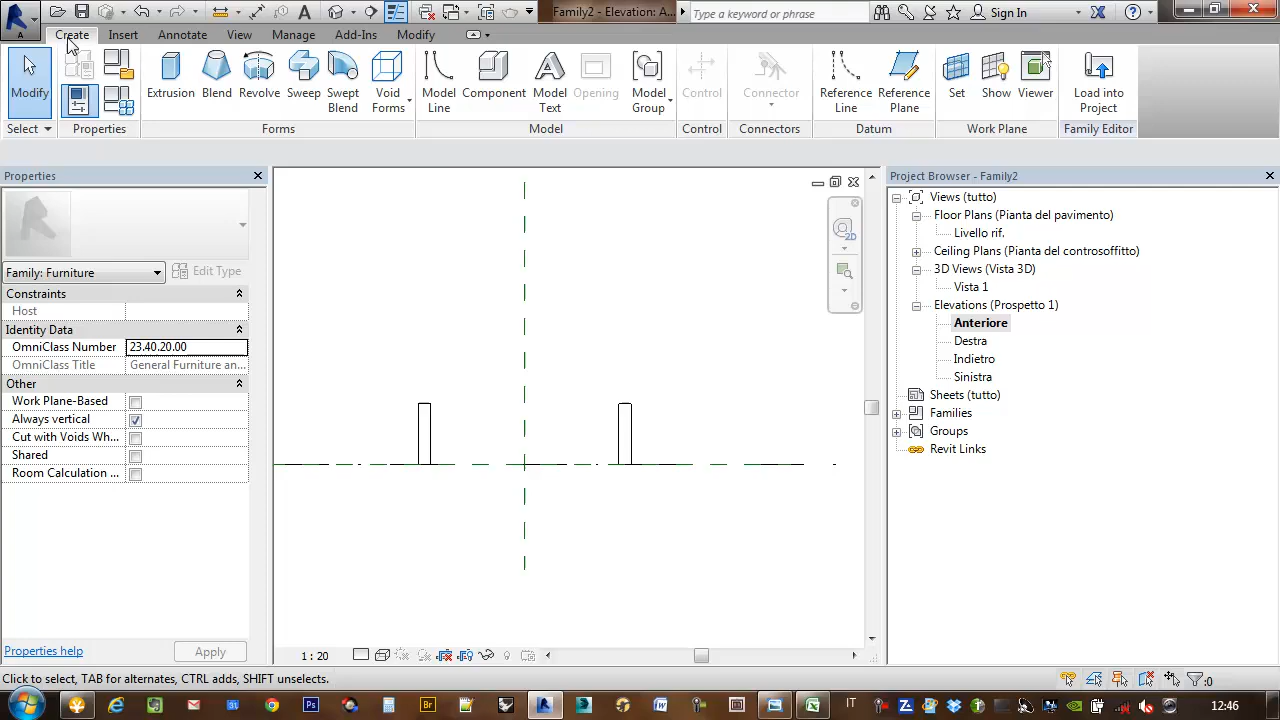 Family2 - Elevation: A...
Type a keyword or phrase
Sign In
Create
Insert
Annotate
View
Manage
Add-Ins
Modify
Modify
Extrusion
Blend
Revolve
Sweep
Swept
Blend
Void
Forms
Model
Line
Component
Model
Text
Opening
Model
Group
Control
Connector
Reference
Line
Reference
Plane
Set
Show
Viewer
Load into
Project
Select
Properties
Forms
Model
Control
Connectors
Datum
Work Plane
Family Editor
Properties
Family: Furniture
Edit Type
Constraints
Host
Identity Data
OmniClass Number 23.40.20.00
OmniClass Title General Furniture an...
Other
Work Plane-Based
Always vertical
Cut with Voids Wh...
Shared
Room Calculation ...
Properties help
Apply
2D
1 : 20
Project Browser - Family2
Views (tutto)
Floor Plans (Pianta del pavimento)
Livello rif.
Ceiling Plans (Pianta del controsoffitto)
3D Views (Vista 3D)
Vista 1
Elevations (Prospetto 1)
Anteriore
Destra
Indietro
Sinistra
Sheets (tutto)
Families
Groups
Revit Links
Click to select, TAB for alternates, CTRL adds, SHIFT unselects.
:0
Ps
Br
IT
12:46